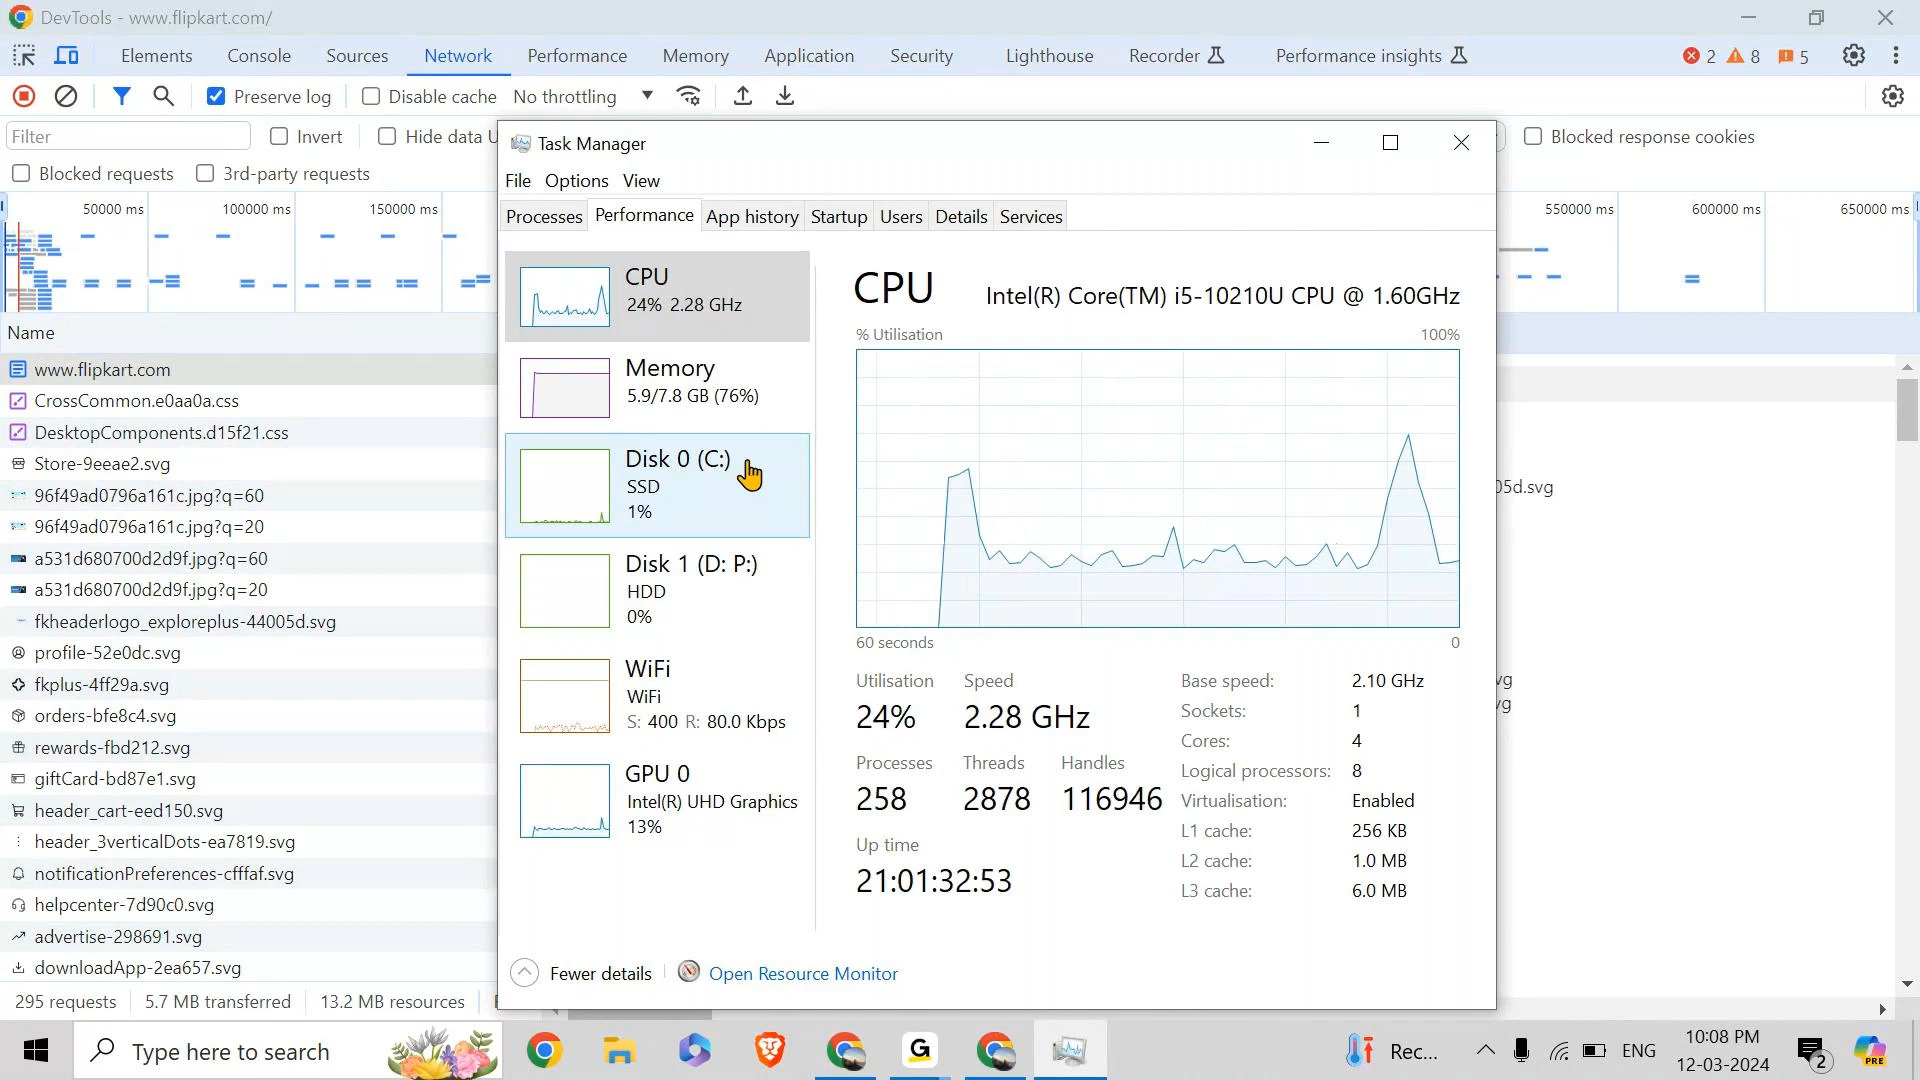 DevTools - www.flipkart.com/
Elements Console Sources Network Performance Memory Application Security Lighthouse Recorder Performance insights 2 8 5
Preserve log Disable cache No throttling
Filter Invert Hide data U Blocked response cookies
Blocked requests 3rd-party requests
50000 ms 100000 ms 150000 ms 550000 ms 600000 ms 650000 ms
Name
www.flipkart.com
CrossCommon.e0aa0a.css
DesktopComponents.d15f21.css
Store-9eeae2.svg
96f49ad0796a161c.jpg?q=60
96f49ad0796a161c.jpg?q=20
a531d680700d2d9f.jpg?q=60
a531d680700d2d9f.jpg?q=20
fkheaderlogo_exploreplus-44005d.svg
profile-52e0dc.svg
fkplus-4ff29a.svg
orders-bfe8c4.svg
rewards-fbd212.svg
giftCard-bd87e1.svg
header_cart-eed150.svg
header_3verticalDots-ea7819.svg
notificationPreferences-cfffaf.svg
helpcenter-7d90c0.svg
advertise-298691.svg
downloadApp-2ea657.svg
295 requests 5.7 MB transferred 13.2 MB resources
Task Manager
File Options View
Processes Performance App history Startup Users Details Services
CPU
24% 2.28 GHz
Memory
5.9/7.8 GB (76%)
Disk 0 (C:)
SSD
1%
Disk 1 (D: P:)
HDD
0%
WiFi
WiFi
S: 400 R: 80.0 Kbps
GPU 0
Intel(R) UHD Graphics
13%
CPU Intel(R) Core(TM) i5-10210U CPU @ 1.60GHz
% Utilisation 100%
60 seconds 0
Utilisation Speed
24% 2.28 GHz
Processes Threads Handles
258 2878 116946
Up time
21:01:32:53
Base speed: 2.10 GHz
Sockets: 1
Cores: 4
Logical processors: 8
Virtualisation: Enabled
L1 cache: 256 KB
L2 cache: 1.0 MB
L3 cache: 6.0 MB
Fewer details Open Resource Monitor
05d.svg
vg
vg
Type here to search
G
Rec...
ENG
10:08 PM
12-03-2024
2
PRE